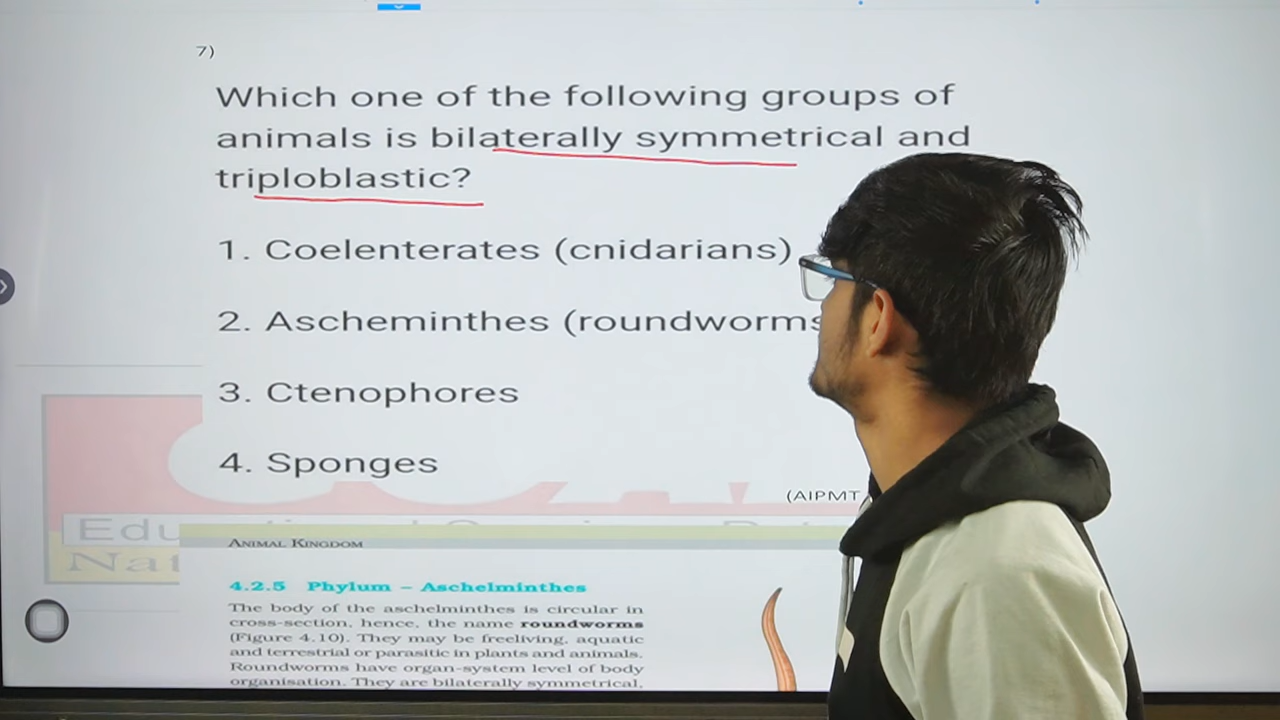 7)
Which one of the following groups of
animals is bilaterally symmetrical and
triploblastic?
1. Coelenterates (cnidarians)
2. Ascheminthes (roundworms
3. Ctenophores
4. Sponges
(AIPMT
ANIMAL KINGDOM
4.2.5 Phylum – Aschelminthes
The body of the aschelminthes is circular in
cross-section, hence, the name roundworms
(Figure 4.10). They may be freeliving, aquatic
and terrestrial or parasitic in plants and animals.
Roundworms have organ-system level of body
organisation. They are bilaterally symmetrical,